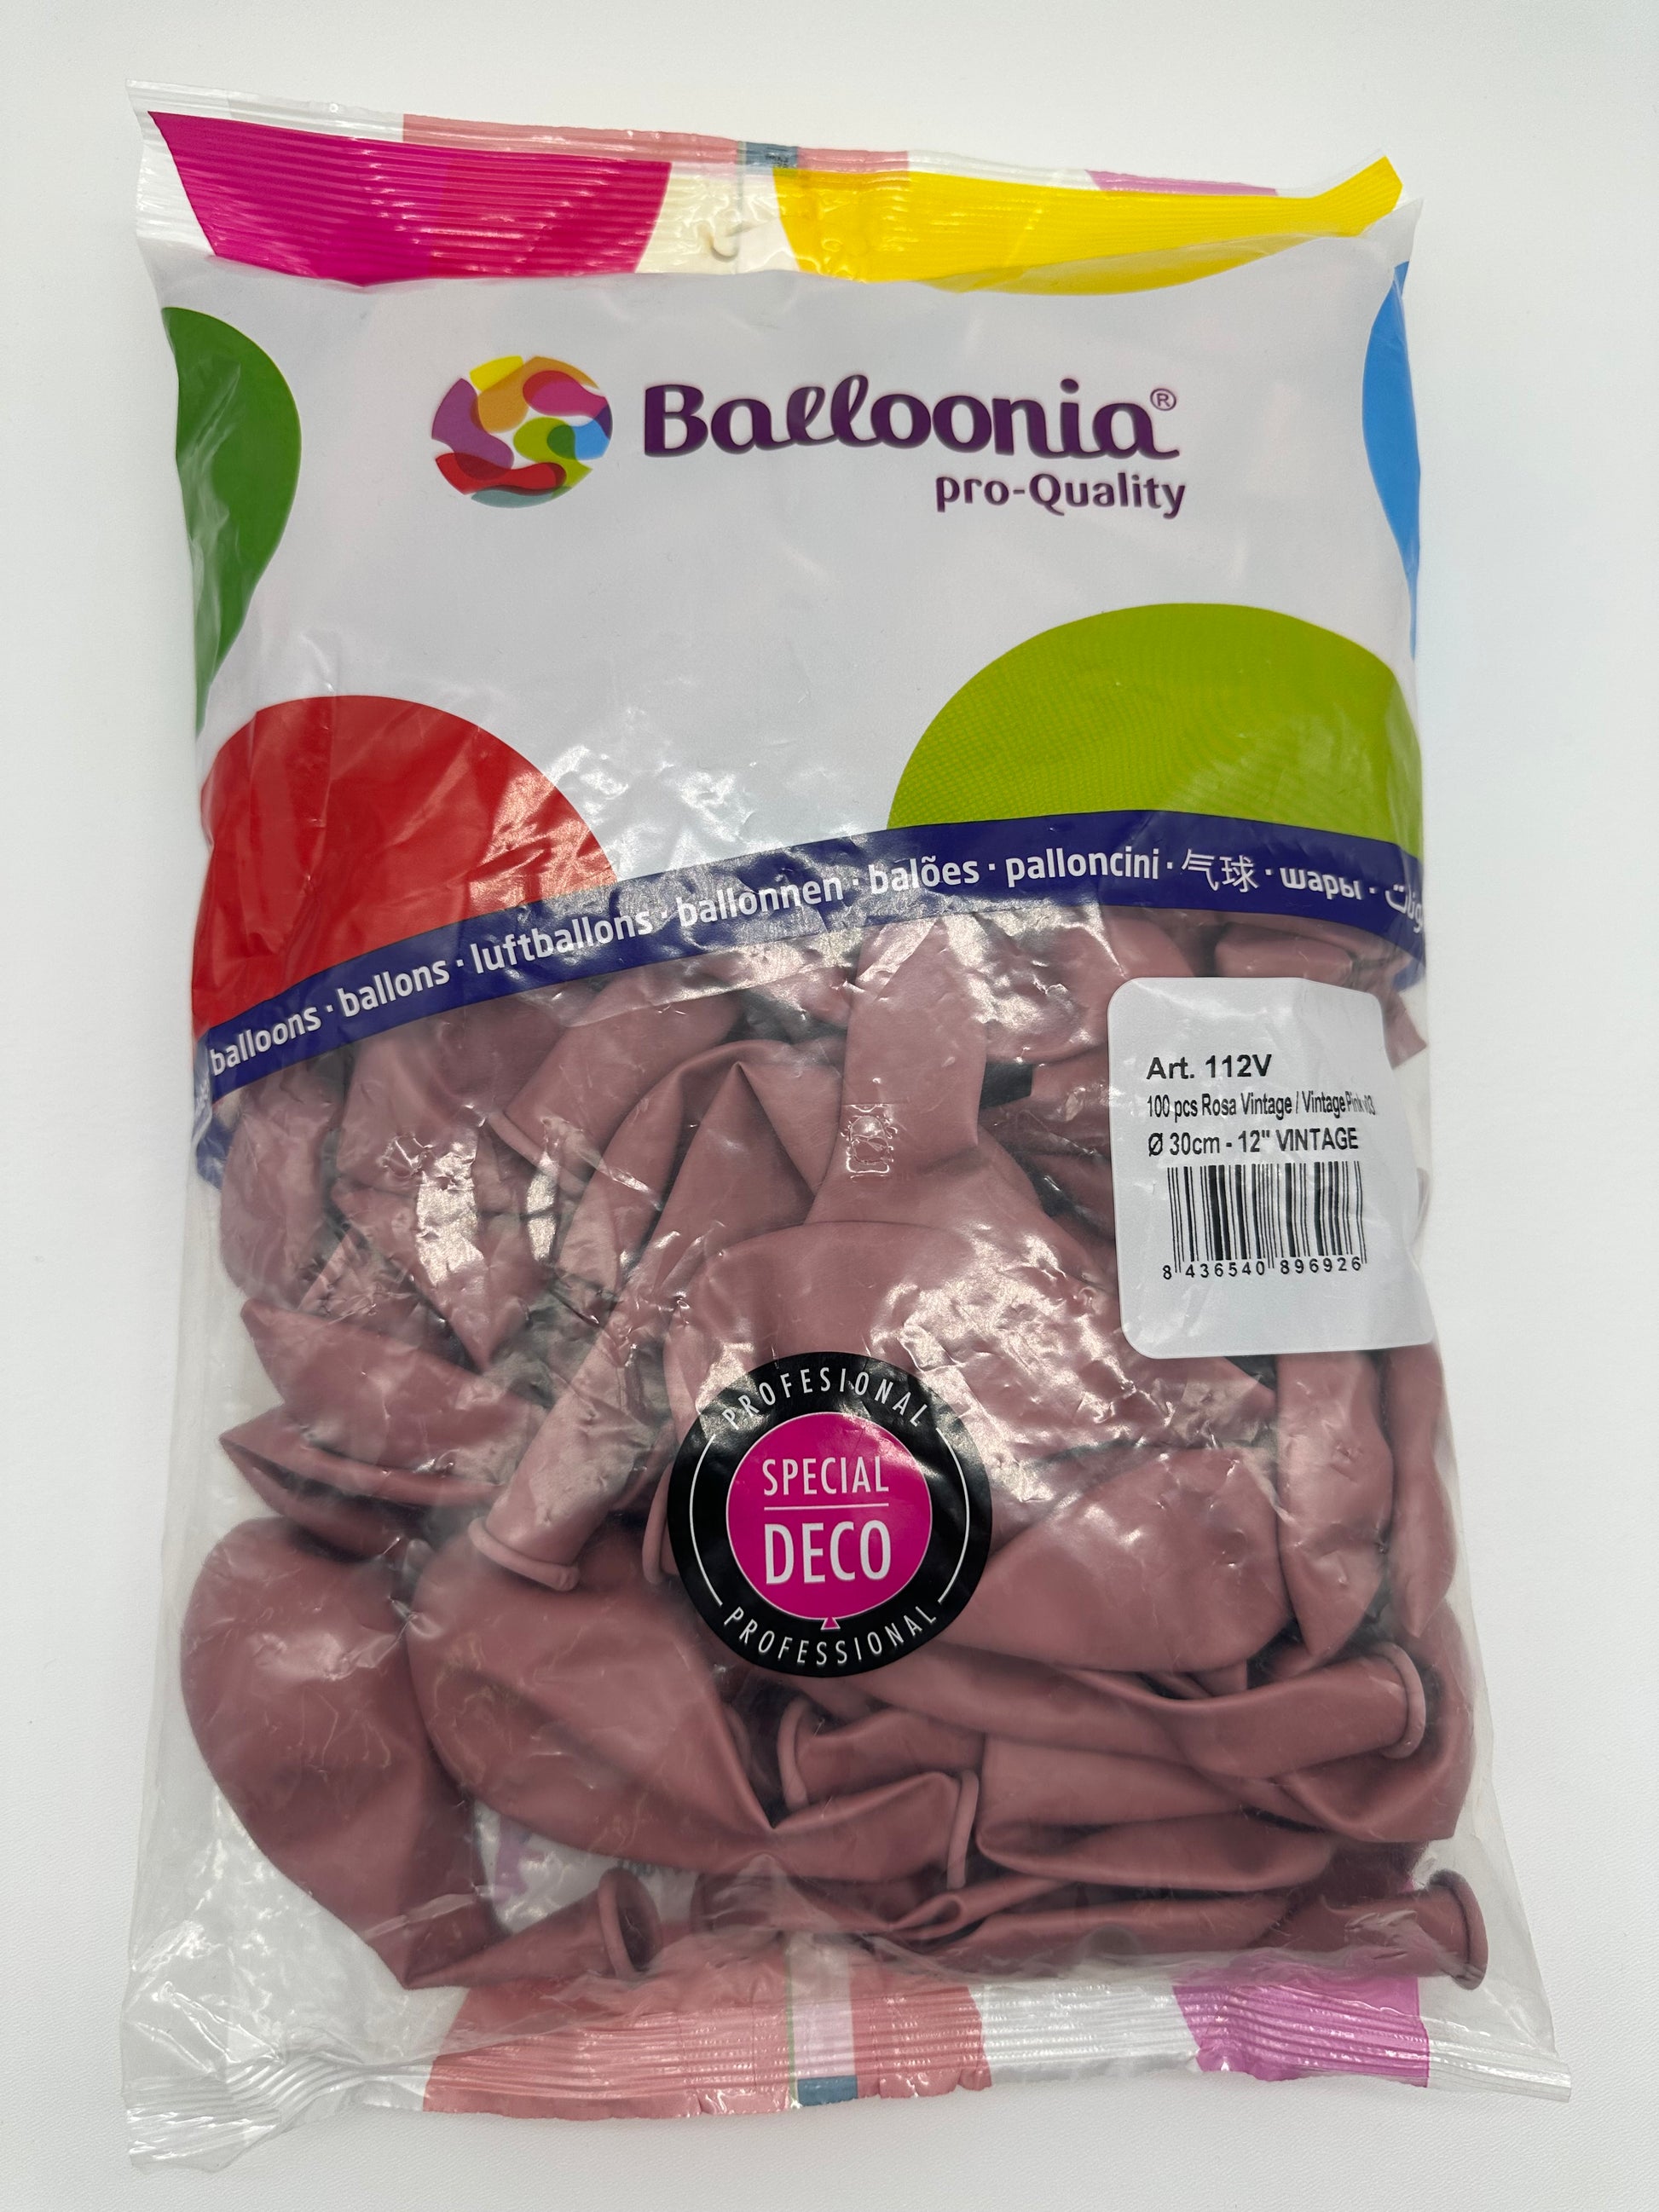 Balloonia®
pro-Quality
balloons · ballons · luftballons · ballonnen · balões · palloncini · 气球 · шары ·
Art. 112V
100 pcs Rosa Vintage / Vintage Pink
Ø 30cm - 12" VINTAGE
8 436540 896926
PROFESIONAL
SPECIAL
DECO
PROFESSIONAL